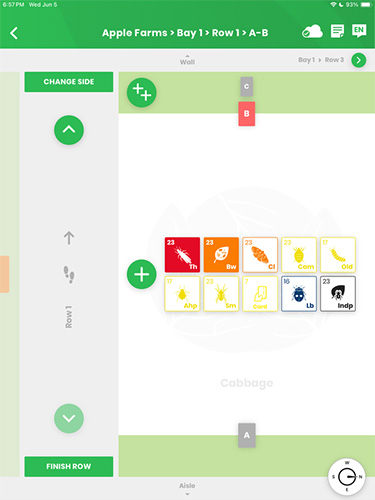 6:57 PM Wed Jun 5
93%
Apple Farms > Bay 1 > Row 1 > A-B
EN
Wall
Bay 1 > Row 3
CHANGE SIDE
C
B
23 Th
23 Bw
23 Cl
23 Cam
17 Old
17 Ahp
23 Sm
1 Card
16 Lb
23 Indp
Row 1
Cabbage
A
FINISH ROW
Aisle
W
S N
E